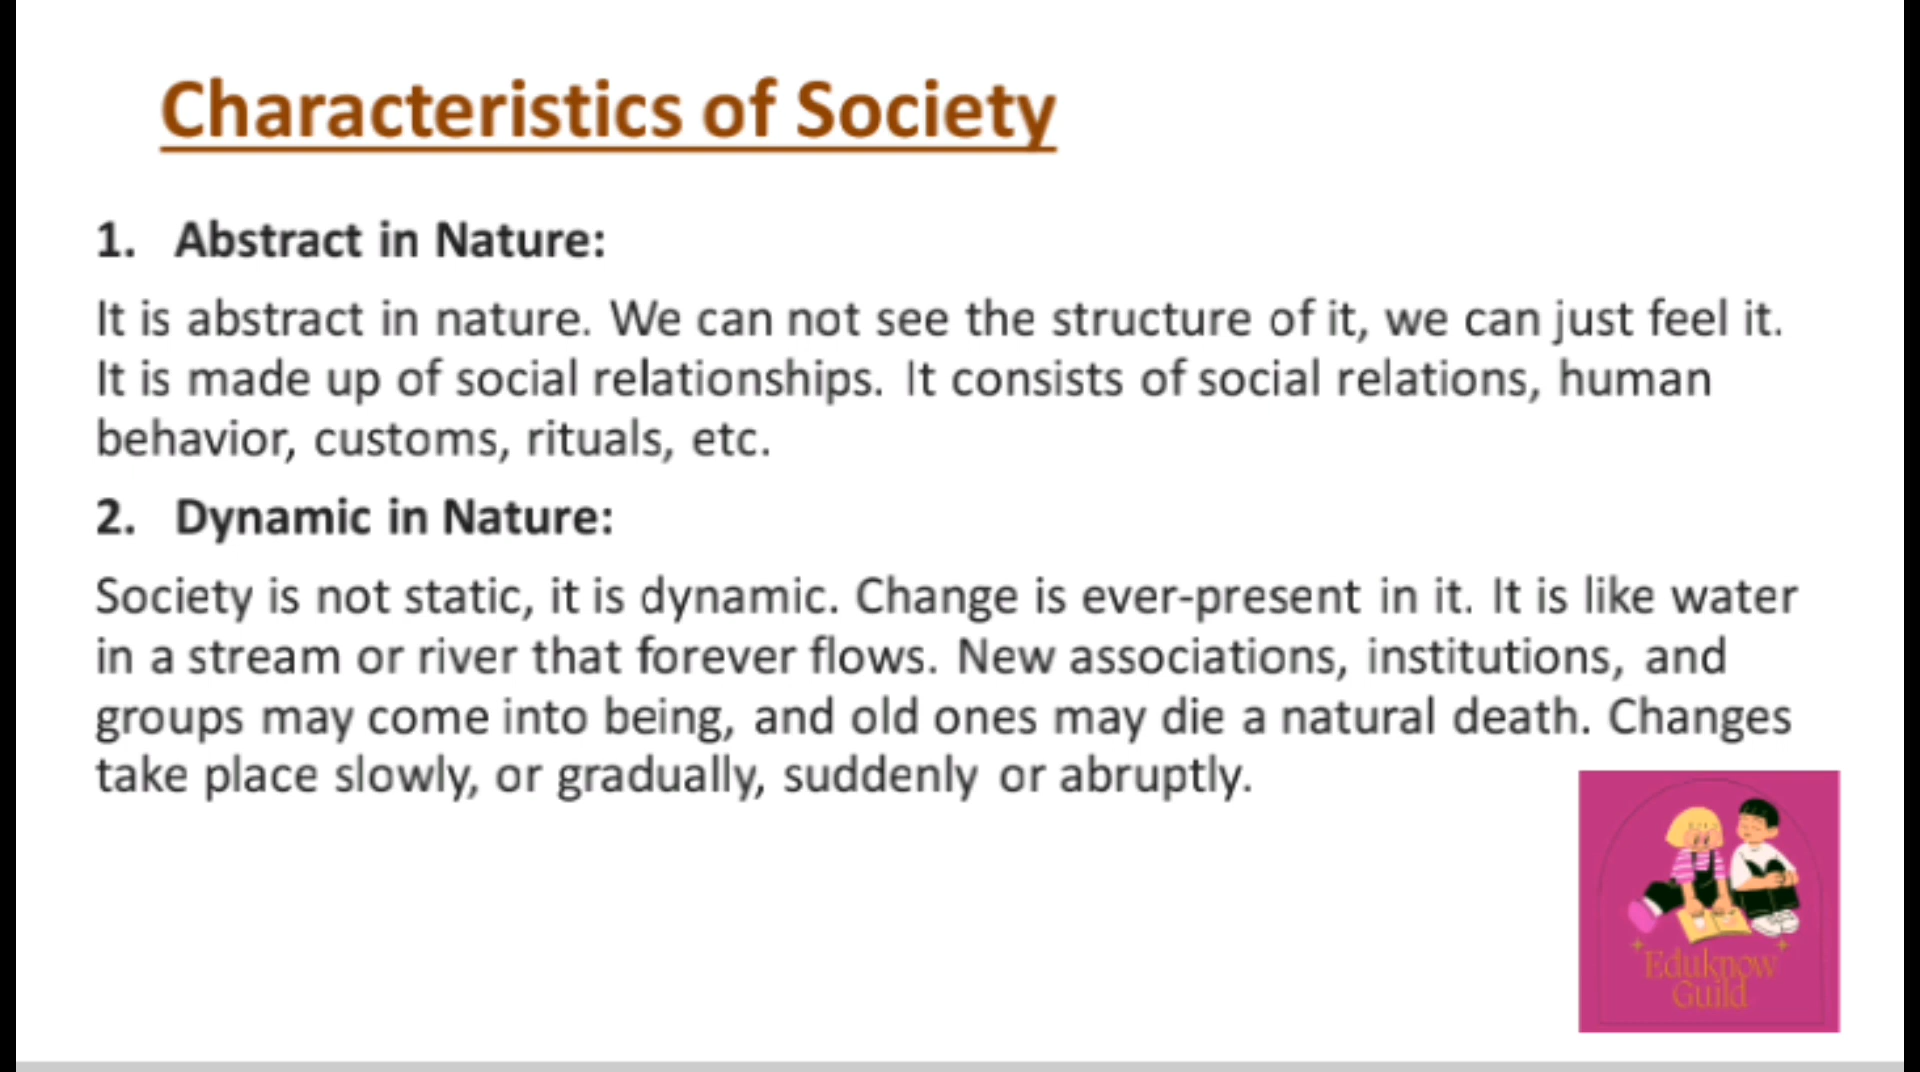 Characteristics of Society
1. Abstract in Nature:
It is abstract in nature. We can not see the structure of it, we can just feel it.
It is made up of social relationships. It consists of social relations, human
behavior, customs, rituals, etc.
2. Dynamic in Nature:
Society is not static, it is dynamic. Change is ever-present in it. It is like water
in a stream or river that forever flows. New associations, institutions, and
groups may come into being, and old ones may die a natural death. Changes
take place slowly, or gradually, suddenly or abruptly.
Eduknow
Guild